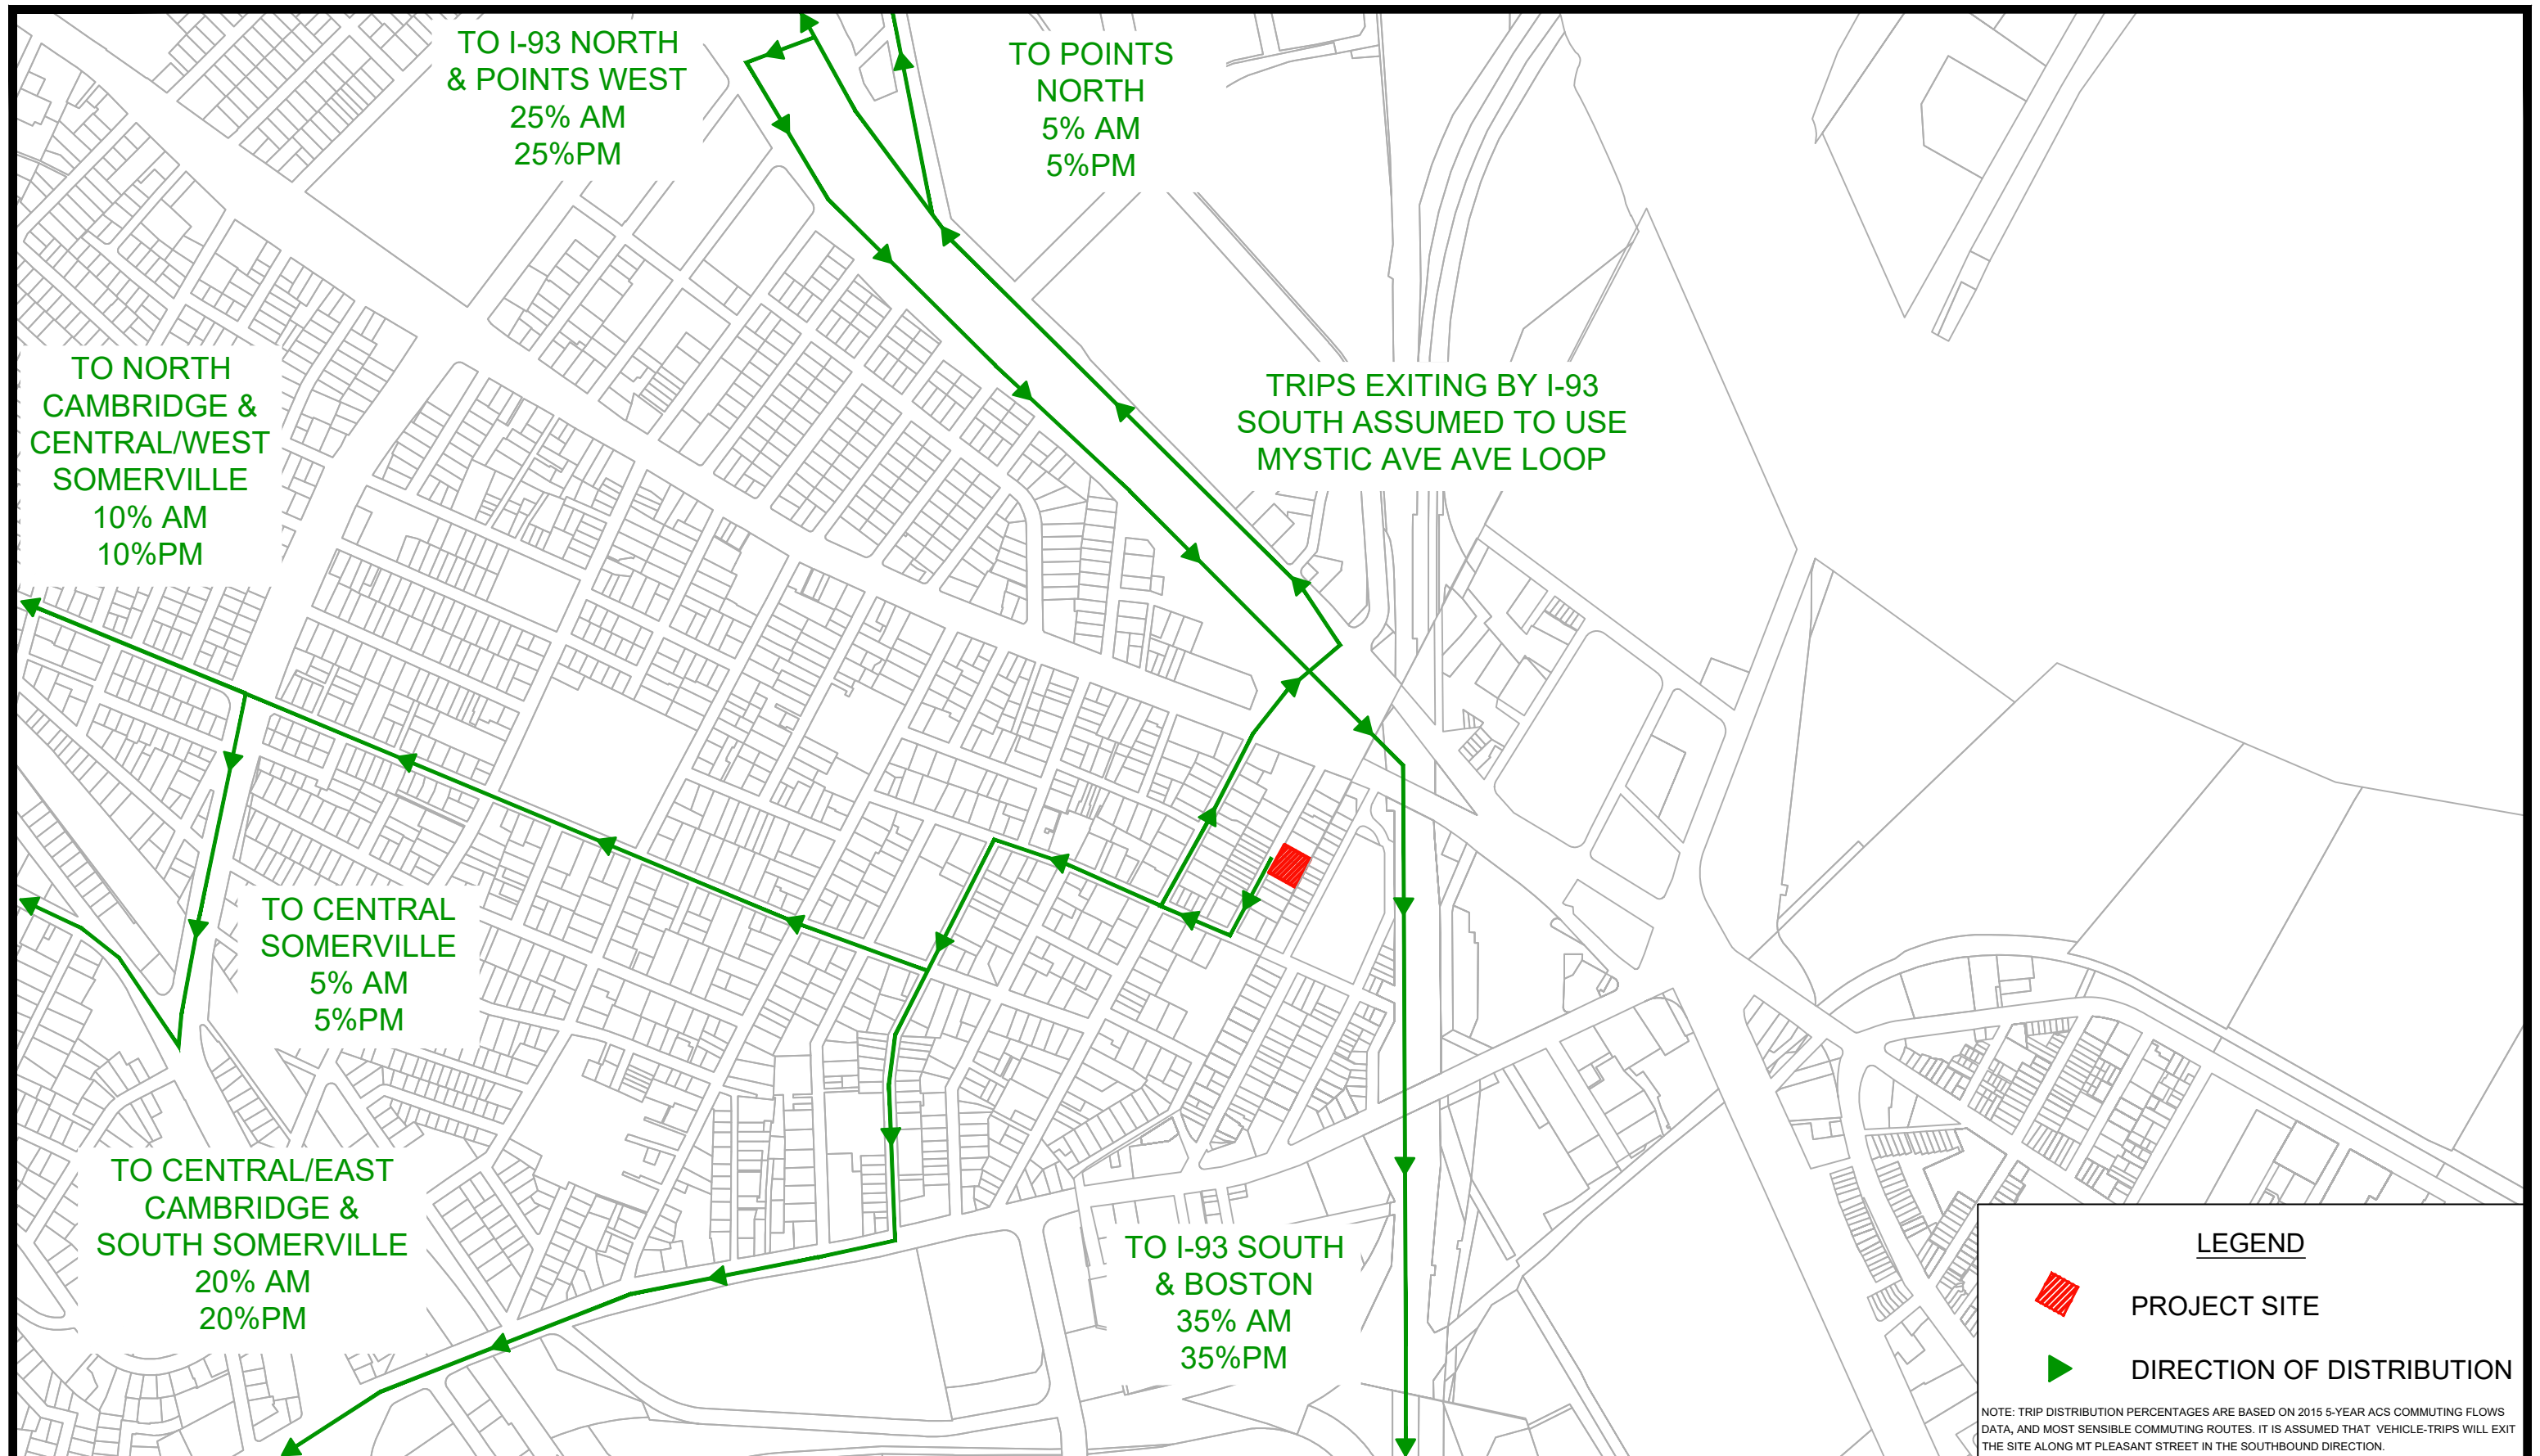 TO I-93 NORTH
& POINTS WEST
25% AM
25%PM
TO POINTS
NORTH
5% AM
5%PM
TO NORTH
CAMBRIDGE &
CENTRAL/WEST
SOMERVILLE
10% AM
10%PM
TRIPS EXITING BY I-93
SOUTH ASSUMED TO USE
MYSTIC AVE AVE LOOP
TO CENTRAL
SOMERVILLE
5% AM
5%PM
TO CENTRAL/EAST
CAMBRIDGE &
SOUTH SOMERVILLE
20% AM
20%PM
TO I-93 SOUTH
& BOSTON
35% AM
35%PM
LEGEND
PROJECT SITE
DIRECTION OF DISTRIBUTION
NOTE: TRIP DISTRIBUTION PERCENTAGES ARE BASED ON 2015 5-YEAR ACS COMMUTING FLOWS
DATA, AND MOST SENSIBLE COMMUTING ROUTES. IT IS ASSUMED THAT VEHICLE-TRIPS WILL EXIT
THE SITE ALONG MT PLEASANT STREET IN THE SOUTHBOUND DIRECTION.